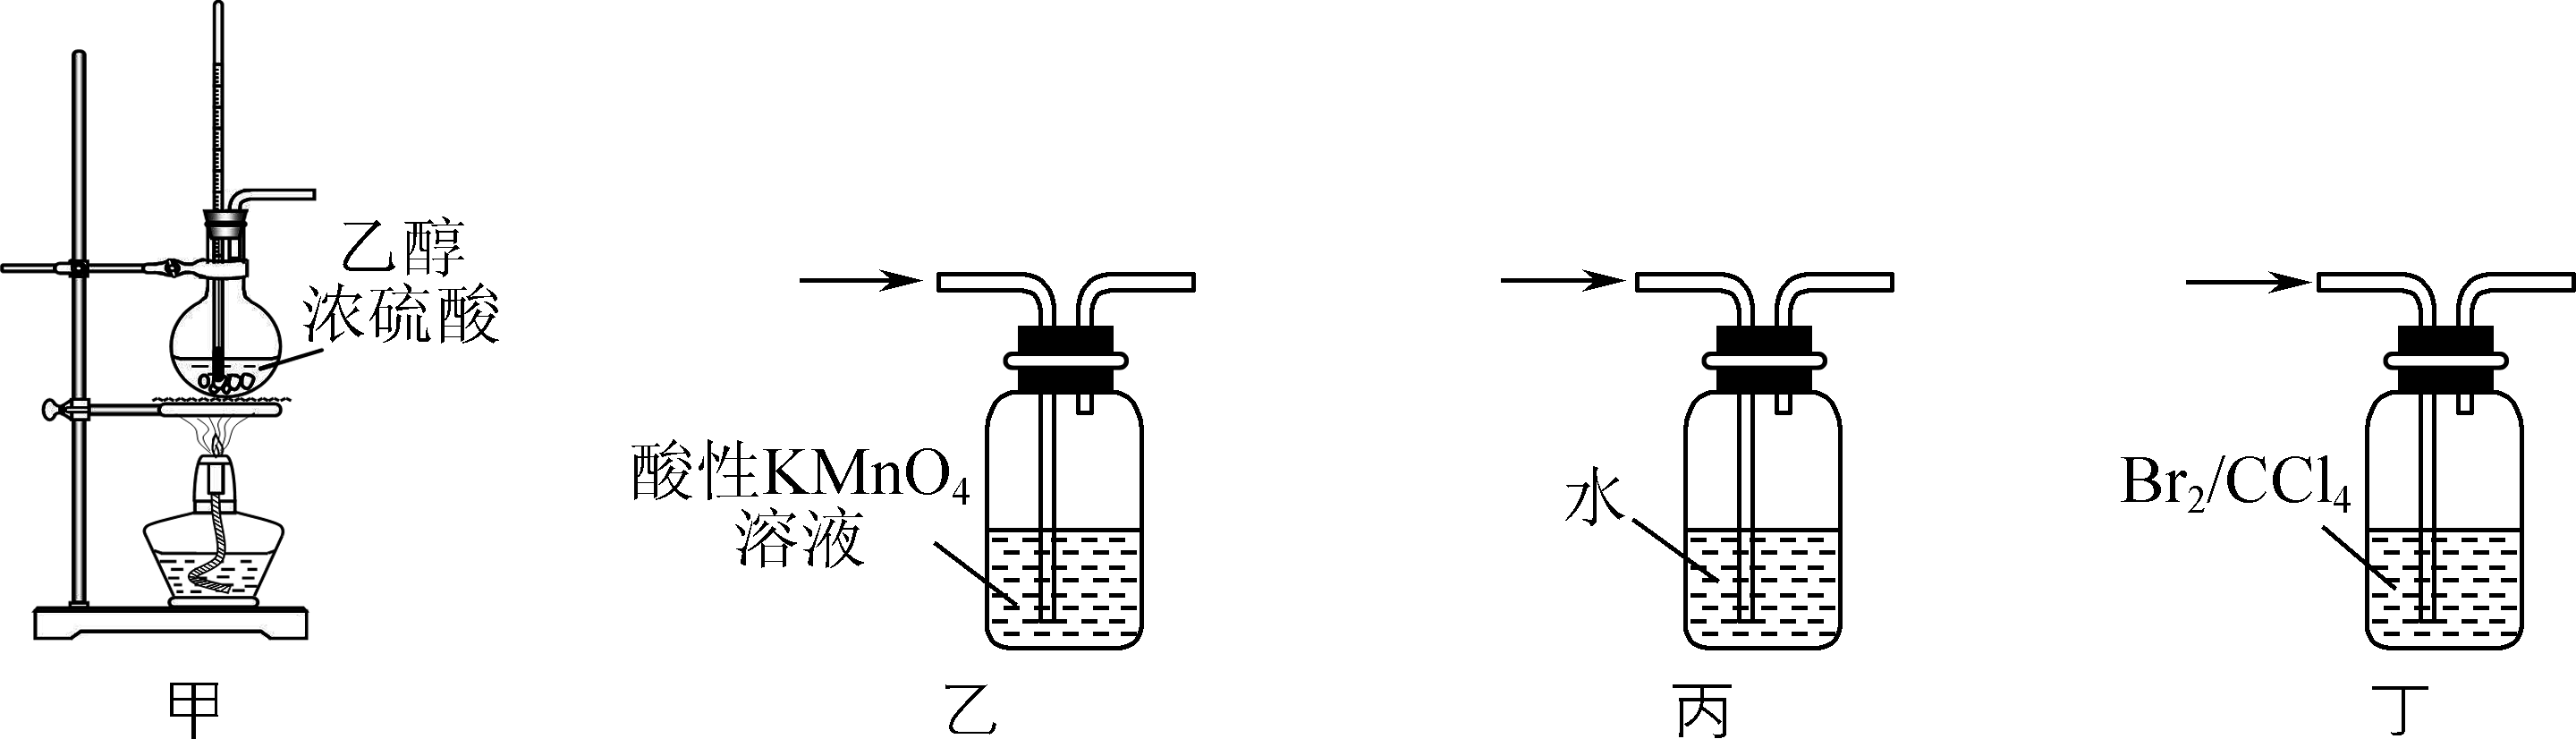 乙醇
浓硫酸
酸性KMnO₄
溶液
水
Br₂/CCl₄
甲
乙
丙
丁